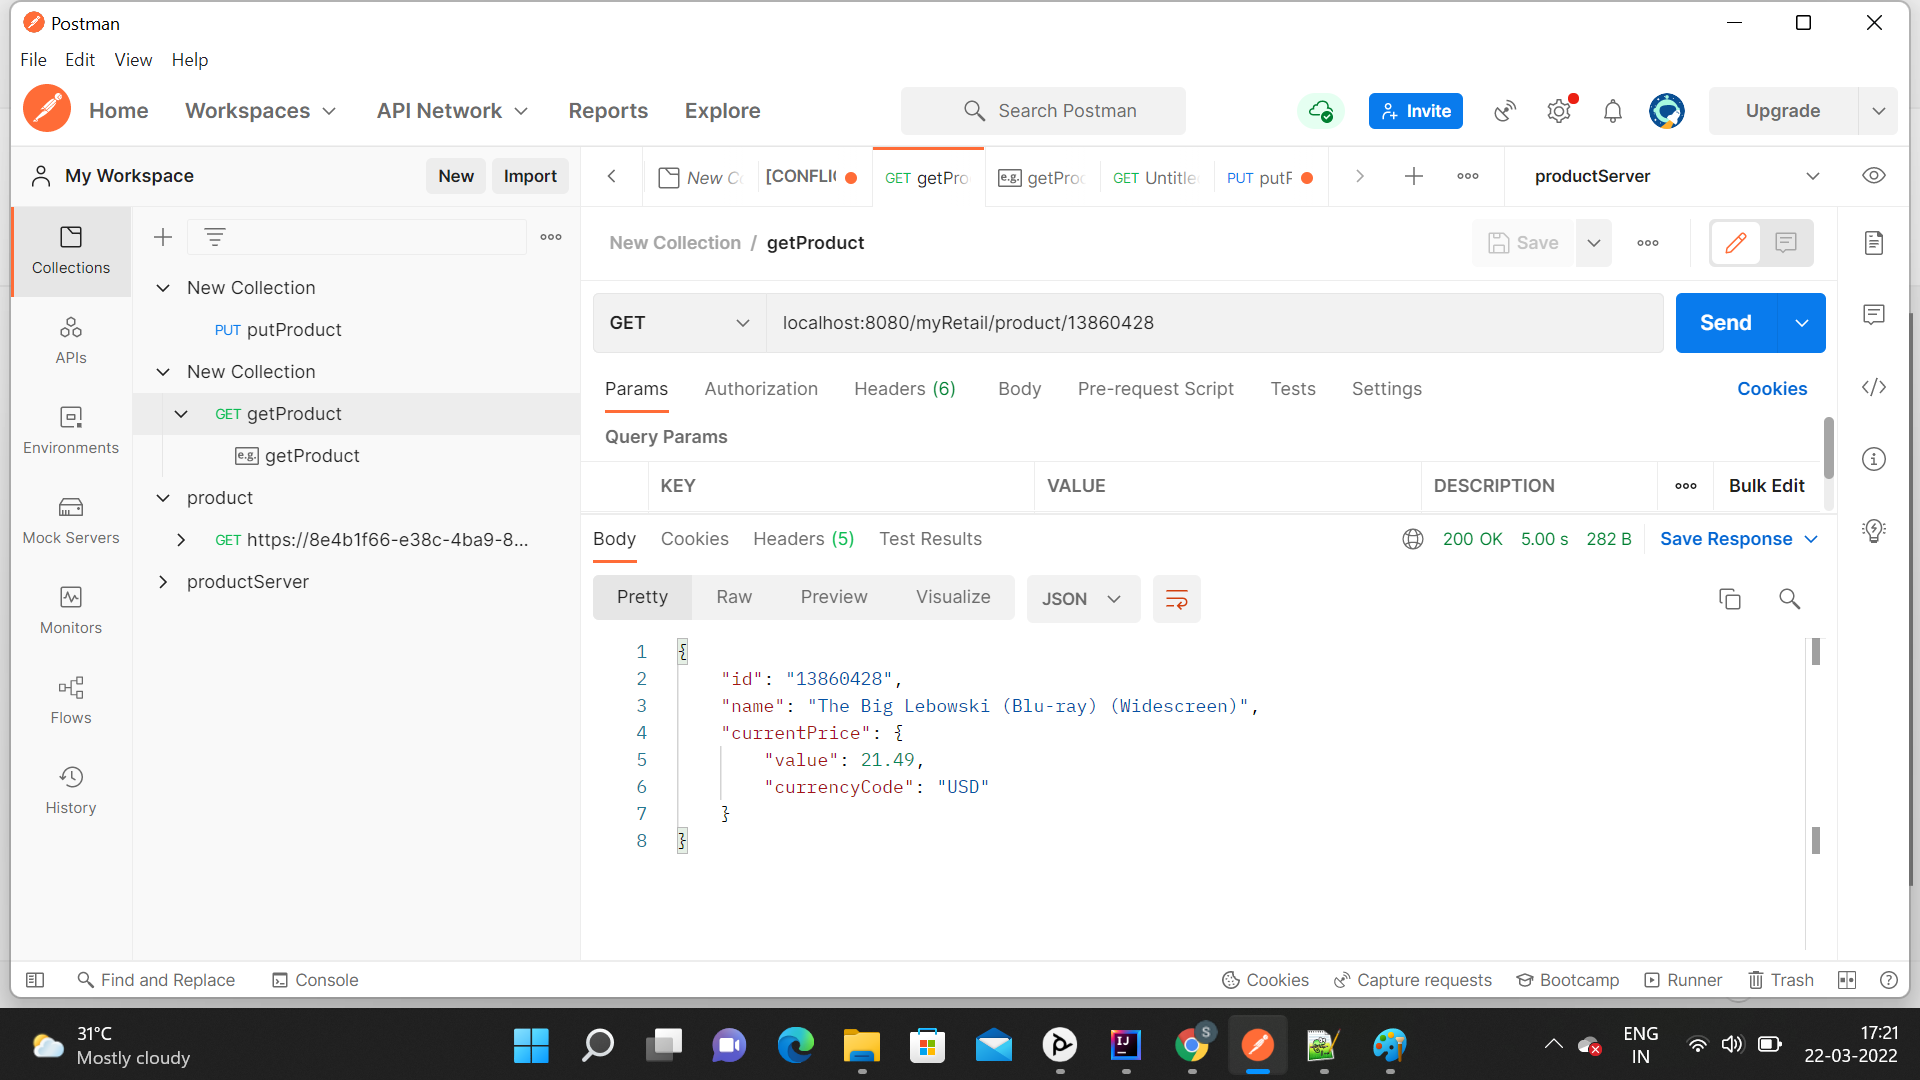 Postman
File Edit View Help
Home Workspaces API Network Reports Explore Search Postman Invite Upgrade
My Workspace New Import New Co [CONFLI GET getPro e.g. getProd GET Untitle PUT putP productServer
New Collection / getProduct Save
Collections
New Collection
PUT putProduct
GET localhost:8080/myRetail/product/13860428 Send
APIs
New Collection
GET getProduct
Params Authorization Headers (6) Body Pre-request Script Tests Settings Cookies
Environments
e.g. getProduct
Query Params
KEY VALUE DESCRIPTION Bulk Edit
product
Mock Servers
GET https://8e4b1f66-e38c-4ba9-8...
Body Cookies Headers (5) Test Results 200 OK 5.00 s 282 B Save Response
productServer
Pretty Raw Preview Visualize JSON
Monitors
1 {
2 "id": "13860428",
3 "name": "The Big Lebowski (Blu-ray) (Widescreen)",
Flows
4 "currentPrice": {
5 "value": 21.49,
6 "currencyCode": "USD"
History
7 }
8 }
Find and Replace Console Cookies Capture requests Bootcamp Runner Trash
31°C
Mostly cloudy
IJ
S
ENG
IN
17:21
22-03-2022